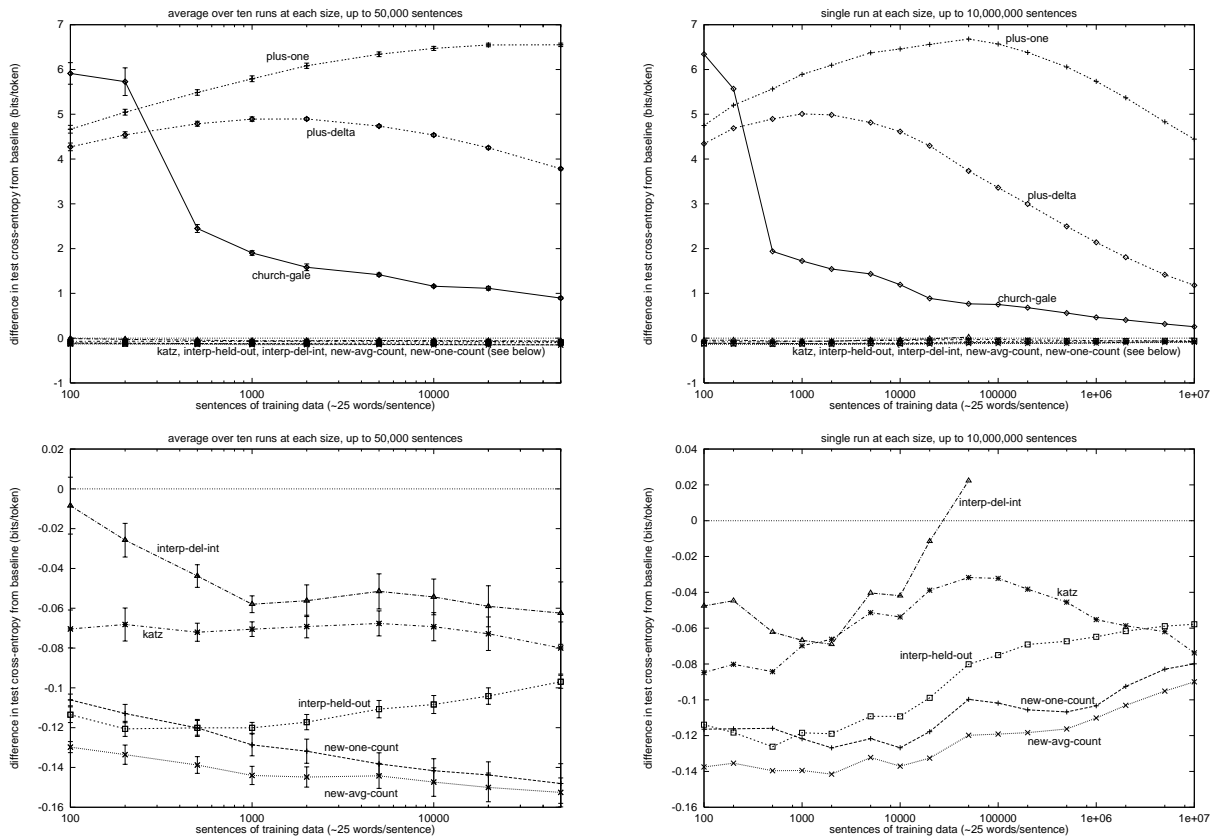 average over ten runs at each size, up to 50,000 sentences
difference in test cross-entropy from baseline (bits/token)
7
6
5
4
3
2
1
0
-1
plus-one
plus-delta
church-gale
katz, interp-held-out, interp-del-int, new-avg-count, new-one-count (see below)
100
1000
10000
sentences of training data (~25 words/sentence)
single run at each size, up to 10,000,000 sentences
difference in test cross-entropy from baseline (bits/token)
7
6
5
4
3
2
1
0
-1
plus-one
plus-delta
church-gale
katz, interp-held-out, interp-del-int, new-avg-count, new-one-count (see below)
100
1000
10000
100000
1e+06
1e+07
sentences of training data (~25 words/sentence)
average over ten runs at each size, up to 50,000 sentences
difference in test cross-entropy from baseline (bits/token)
0.02
0
-0.02
-0.04
-0.06
-0.08
-0.1
-0.12
-0.14
-0.16
interp-del-int
katz
interp-held-out
new-one-count
new-avg-count
100
1000
10000
sentences of training data (~25 words/sentence)
single run at each size, up to 10,000,000 sentences
difference in test cross-entropy from baseline (bits/token)
0.04
0.02
0
-0.02
-0.04
-0.06
-0.08
-0.1
-0.12
-0.14
-0.16
interp-del-int
katz
interp-held-out
new-one-count
new-avg-count
100
1000
10000
100000
1e+06
1e+07
sentences of training data (~25 words/sentence)